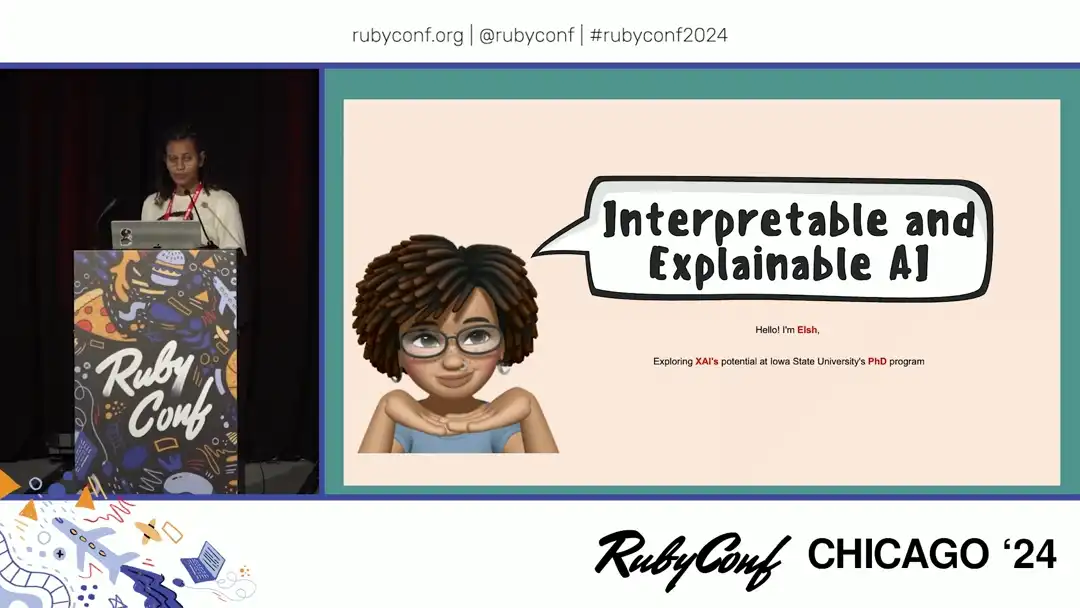 rubyconf.org | @rubyconf | #rubyconf2024
Interpretable and
Explainable AI
Hello! I'm Elsh,
Exploring XAI's potential at Iowa State University's PhD program
Ruby
Conf
RubyConf CHICAGO ‘24